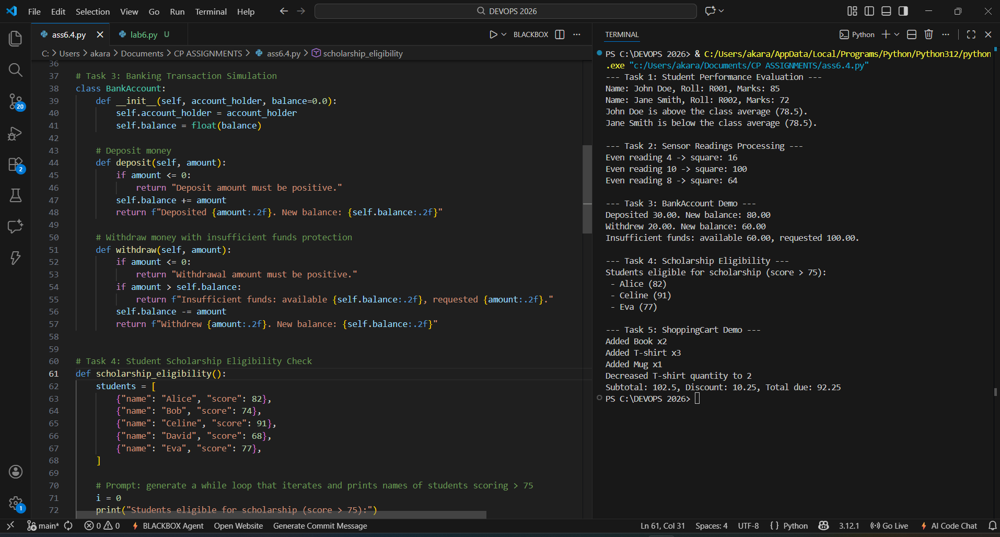 File Edit Selection View Go Run Terminal Help
DEVOPS 2026
ass6.4.py
lab6.py U
BLACKBOX
C: > Users > akara > Documents > CP ASSIGNMENTS > ass6.4.py > scholarship_eligibility
36
37 # Task 3: Banking Transaction Simulation
38 class BankAccount:
39 def __init__(self, account_holder, balance=0.0):
40 self.account_holder = account_holder
41 self.balance = float(balance)
42
43 # Deposit money
44 def deposit(self, amount):
45 if amount <= 0:
46 return "Deposit amount must be positive."
47 self.balance += amount
48 return f"Deposited {amount:.2f}. New balance: {self.balance:.2f}"
49
50 # Withdraw money with insufficient funds protection
51 def withdraw(self, amount):
52 if amount <= 0:
53 return "Withdrawal amount must be positive."
54 if amount > self.balance:
55 return f"Insufficient funds: available {self.balance:.2f}, requested {amount:.2f}."
56 self.balance -= amount
57 return f"Withdrew {amount:.2f}. New balance: {self.balance:.2f}"
58
59
60 # Task 4: Student Scholarship Eligibility Check
61 def scholarship_eligibility():
62 students = [
63 {"name": "Alice", "score": 82},
64 {"name": "Bob", "score": 74},
65 {"name": "Celine", "score": 91},
66 {"name": "David", "score": 68},
67 {"name": "Eva", "score": 77},
68 ]
69
70 # Prompt: generate a while loop that iterates and prints names of students scoring > 75
71 i = 0
72 print("Students eligible for scholarship (score > 75):")
TERMINAL
Python
PS C:\DEVOPS 2026> & C:/Users/akara/AppData/Local/Programs/Python/Python312/python
.exe "c:/Users/akara/Documents/CP ASSIGNMENTS/ass6.4.py"
--- Task 1: Student Performance Evaluation ---
Name: John Doe, Roll: R001, Marks: 85
Name: Jane Smith, Roll: R002, Marks: 72
John Doe is above the class average (78.5).
Jane Smith is below the class average (78.5).
--- Task 2: Sensor Readings Processing ---
Even reading 4 -> square: 16
Even reading 10 -> square: 100
Even reading 8 -> square: 64
--- Task 3: BankAccount Demo ---
Deposited 30.00. New balance: 80.00
Withdrew 20.00. New balance: 60.00
Insufficient funds: available 60.00, requested 100.00.
--- Task 4: Scholarship Eligibility ---
Students eligible for scholarship (score > 75):
- Alice (82)
- Celine (91)
- Eva (77)
--- Task 5: ShoppingCart Demo ---
Added Book x2
Added T-shirt x3
Added Mug x1
Decreased T-shirt quantity to 2
Subtotal: 102.5, Discount: 10.25, Total due: 92.25
PS C:\DEVOPS 2026>
20
2
1
main* 0 0 BLACKBOX Agent Open Website Generate Commit Message Ln 61, Col 31 Spaces: 4 UTF-8 {} Python 3.12.1 Go Live AI Code Chat